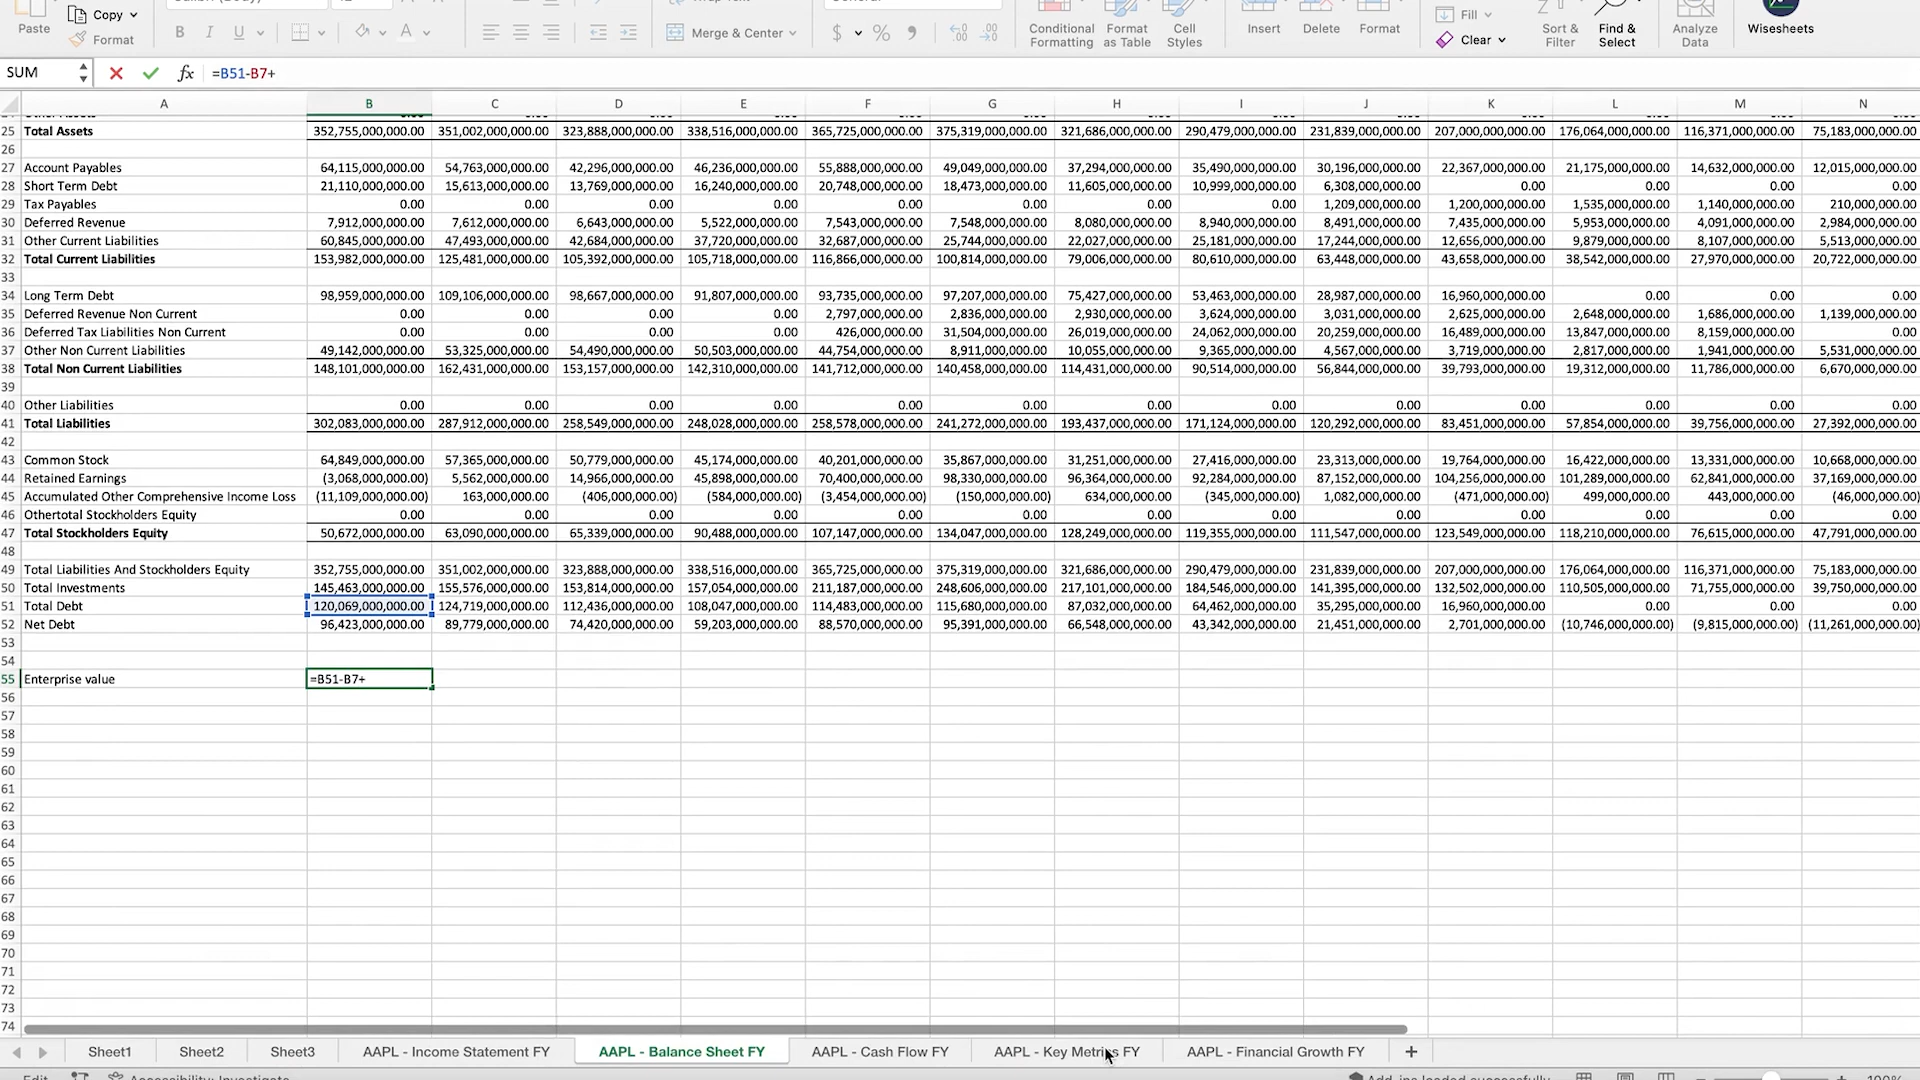 Paste Copy Format B I U A Merge & Center $ % Conditional Formatting Format as Table Cell Styles Insert Delete Format Fill Clear Sort & Filter Find & Select Analyze Data Wisesheets
SUM fx =B51-B7+
A B C D E F G H I J K L M N
25 Total Assets 352,755,000,000.00 351,002,000,000.00 323,888,000,000.00 338,516,000,000.00 365,725,000,000.00 375,319,000,000.00 321,686,000,000.00 290,479,000,000.00 231,839,000,000.00 207,000,000,000.00 176,064,000,000.00 116,371,000,000.00 75,183,000,000.00
26
27 Account Payables 64,115,000,000.00 54,763,000,000.00 42,296,000,000.00 46,236,000,000.00 55,888,000,000.00 49,049,000,000.00 37,294,000,000.00 35,490,000,000.00 30,196,000,000.00 22,367,000,000.00 21,175,000,000.00 14,632,000,000.00 12,015,000,000.00
28 Short Term Debt 21,110,000,000.00 15,613,000,000.00 13,769,000,000.00 16,240,000,000.00 20,748,000,000.00 18,473,000,000.00 11,605,000,000.00 10,999,000,000.00 6,308,000,000.00 0.00 0.00 0.00 0.00
29 Tax Payables 0.00 0.00 0.00 0.00 0.00 0.00 0.00 0.00 1,209,000,000.00 1,200,000,000.00 1,535,000,000.00 1,140,000,000.00 210,000,000.00
30 Deferred Revenue 7,912,000,000.00 7,612,000,000.00 6,643,000,000.00 5,522,000,000.00 7,543,000,000.00 7,548,000,000.00 8,080,000,000.00 8,940,000,000.00 8,491,000,000.00 7,435,000,000.00 5,953,000,000.00 4,091,000,000.00 2,984,000,000.00
31 Other Current Liabilities 60,845,000,000.00 47,493,000,000.00 42,684,000,000.00 37,720,000,000.00 32,687,000,000.00 25,744,000,000.00 22,027,000,000.00 25,181,000,000.00 17,244,000,000.00 12,656,000,000.00 9,879,000,000.00 8,107,000,000.00 5,513,000,000.00
32 Total Current Liabilities 153,982,000,000.00 125,481,000,000.00 105,392,000,000.00 105,718,000,000.00 116,866,000,000.00 100,814,000,000.00 79,006,000,000.00 80,610,000,000.00 63,448,000,000.00 43,658,000,000.00 38,542,000,000.00 27,970,000,000.00 20,722,000,000.00
33
34 Long Term Debt 98,959,000,000.00 109,106,000,000.00 98,667,000,000.00 91,807,000,000.00 93,735,000,000.00 97,207,000,000.00 75,427,000,000.00 53,463,000,000.00 28,987,000,000.00 16,960,000,000.00 0.00 0.00 0.00
35 Deferred Revenue Non Current 0.00 0.00 0.00 0.00 2,797,000,000.00 2,836,000,000.00 2,930,000,000.00 3,624,000,000.00 3,031,000,000.00 2,625,000,000.00 2,648,000,000.00 1,686,000,000.00 1,139,000,000.00
36 Deferred Tax Liabilities Non Current 0.00 0.00 0.00 0.00 426,000,000.00 31,504,000,000.00 26,019,000,000.00 24,062,000,000.00 20,259,000,000.00 16,489,000,000.00 13,847,000,000.00 8,159,000,000.00 0.00
37 Other Non Current Liabilities 49,142,000,000.00 53,325,000,000.00 54,490,000,000.00 50,503,000,000.00 44,754,000,000.00 8,911,000,000.00 10,055,000,000.00 9,365,000,000.00 4,567,000,000.00 3,719,000,000.00 2,817,000,000.00 1,941,000,000.00 5,531,000,000.00
38 Total Non Current Liabilities 148,101,000,000.00 162,431,000,000.00 153,157,000,000.00 142,310,000,000.00 141,712,000,000.00 140,458,000,000.00 114,431,000,000.00 90,514,000,000.00 56,844,000,000.00 39,793,000,000.00 19,312,000,000.00 11,786,000,000.00 6,670,000,000.00
39
40 Other Liabilities 0.00 0.00 0.00 0.00 0.00 0.00 0.00 0.00 0.00 0.00 0.00 0.00 0.00
41 Total Liabilities 302,083,000,000.00 287,912,000,000.00 258,549,000,000.00 248,028,000,000.00 258,578,000,000.00 241,272,000,000.00 193,437,000,000.00 171,124,000,000.00 120,292,000,000.00 83,451,000,000.00 57,854,000,000.00 39,756,000,000.00 27,392,000,000.00
42
43 Common Stock 64,849,000,000.00 57,365,000,000.00 50,779,000,000.00 45,174,000,000.00 40,201,000,000.00 35,867,000,000.00 31,251,000,000.00 27,416,000,000.00 23,313,000,000.00 19,764,000,000.00 16,422,000,000.00 13,331,000,000.00 10,668,000,000.00
44 Retained Earnings (3,068,000,000.00) 5,562,000,000.00 14,966,000,000.00 45,898,000,000.00 70,400,000,000.00 98,330,000,000.00 96,364,000,000.00 92,284,000,000.00 87,152,000,000.00 104,256,000,000.00 101,289,000,000.00 62,841,000,000.00 37,169,000,000.00
45 Accumulated Other Comprehensive Income Loss (11,109,000,000.00) 163,000,000.00 (406,000,000.00) (584,000,000.00) (3,454,000,000.00) (150,000,000.00) 634,000,000.00 (345,000,000.00) 1,082,000,000.00 (471,000,000.00) 499,000,000.00 443,000,000.00 (46,000,000.00)
46 Othertotal Stockholders Equity 0.00 0.00 0.00 0.00 0.00 0.00 0.00 0.00 0.00 0.00 0.00 0.00 0.00
47 Total Stockholders Equity 50,672,000,000.00 63,090,000,000.00 65,339,000,000.00 90,488,000,000.00 107,147,000,000.00 134,047,000,000.00 128,249,000,000.00 119,355,000,000.00 111,547,000,000.00 123,549,000,000.00 118,210,000,000.00 76,615,000,000.00 47,791,000,000.00
48
49 Total Liabilities And Stockholders Equity 352,755,000,000.00 351,002,000,000.00 323,888,000,000.00 338,516,000,000.00 365,725,000,000.00 375,319,000,000.00 321,686,000,000.00 290,479,000,000.00 231,839,000,000.00 207,000,000,000.00 176,064,000,000.00 116,371,000,000.00 75,183,000,000.00
50 Total Investments 145,463,000,000.00 155,576,000,000.00 153,814,000,000.00 157,054,000,000.00 211,187,000,000.00 248,606,000,000.00 217,101,000,000.00 184,546,000,000.00 141,395,000,000.00 132,502,000,000.00 110,505,000,000.00 71,755,000,000.00 39,750,000,000.00
51 Total Debt 120,069,000,000.00 124,719,000,000.00 112,436,000,000.00 108,047,000,000.00 114,483,000,000.00 115,680,000,000.00 87,032,000,000.00 64,462,000,000.00 35,295,000,000.00 16,960,000,000.00 0.00 0.00 0.00
52 Net Debt 96,423,000,000.00 89,779,000,000.00 74,420,000,000.00 59,203,000,000.00 88,570,000,000.00 95,391,000,000.00 66,548,000,000.00 43,342,000,000.00 21,451,000,000.00 2,701,000,000.00 (10,746,000,000.00) (9,815,000,000.00) (11,261,000,000.00)
53
54
55 Enterprise value =B51-B7+
56
57
58
59
60
61
62
63
64
65
66
67
68
69
70
71
72
73
74
Sheet1 Sheet2 Sheet3 AAPL - Income Statement FY AAPL - Balance Sheet FY AAPL - Cash Flow FY AAPL - Key Metrics FY AAPL - Financial Growth FY +